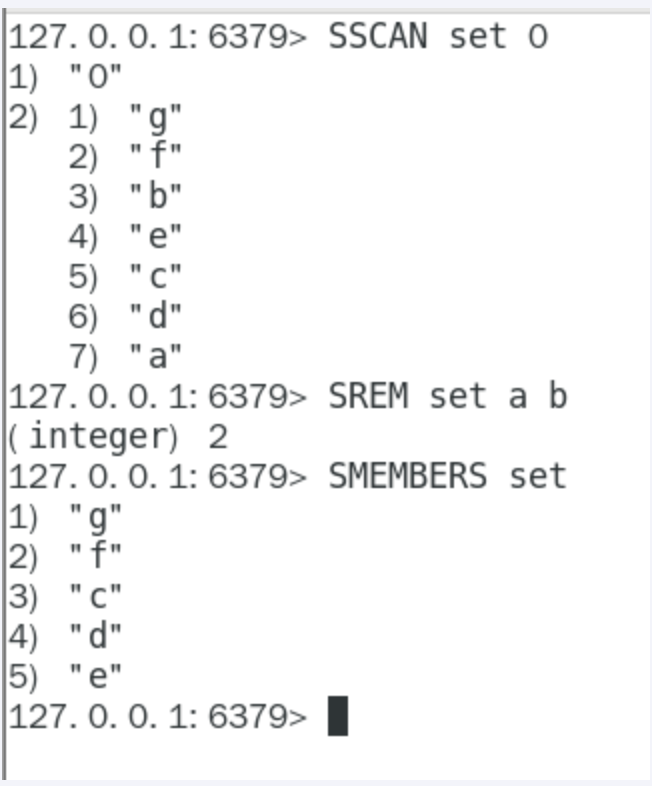 127.0.0.1:6379> SSCAN set 0
1) "0"
2) 1) "g"
   2) "f"
   3) "b"
   4) "e"
   5) "c"
   6) "d"
   7) "a"
127.0.0.1:6379> SREM set a b
(integer) 2
127.0.0.1:6379> SMEMBERS set
1) "g"
2) "f"
3) "c"
4) "d"
5) "e"
127.0.0.1:6379>